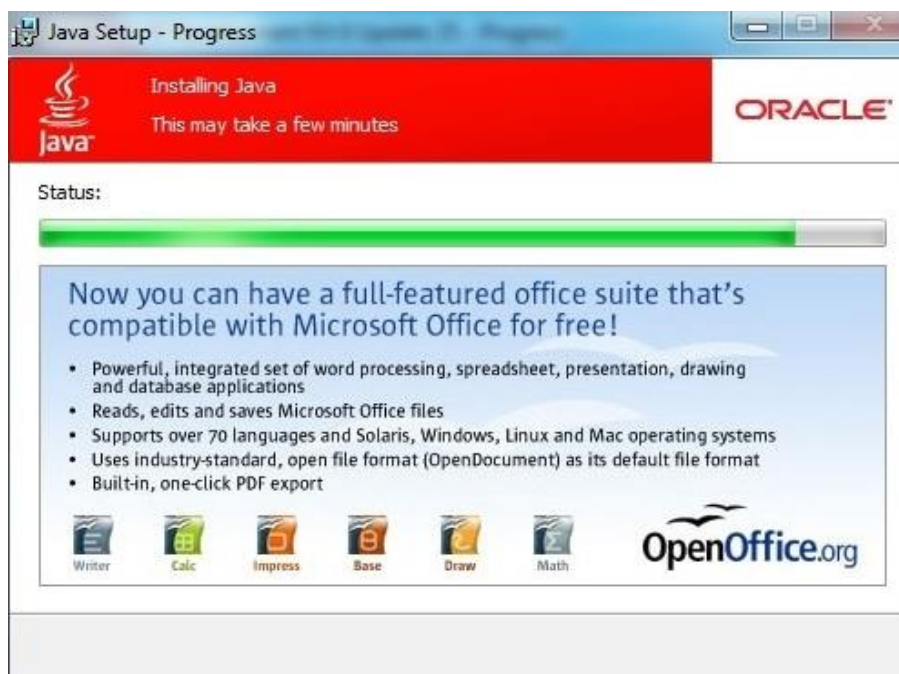 Java Setup - Progress
Installing Java
This may take a few minutes
Java
ORACLE
Status:
Now you can have a full-featured office suite that's
compatible with Microsoft Office for free!
• Powerful, integrated set of word processing, spreadsheet, presentation, drawing
and database applications
• Reads, edits and saves Microsoft Office files
• Supports over 70 languages and Solaris, Windows, Linux and Mac operating systems
• Uses industry-standard, open file format (OpenDocument) as its default file format
• Built-in, one-click PDF export
Writer Calc Impress Base Draw Math
OpenOffice.org